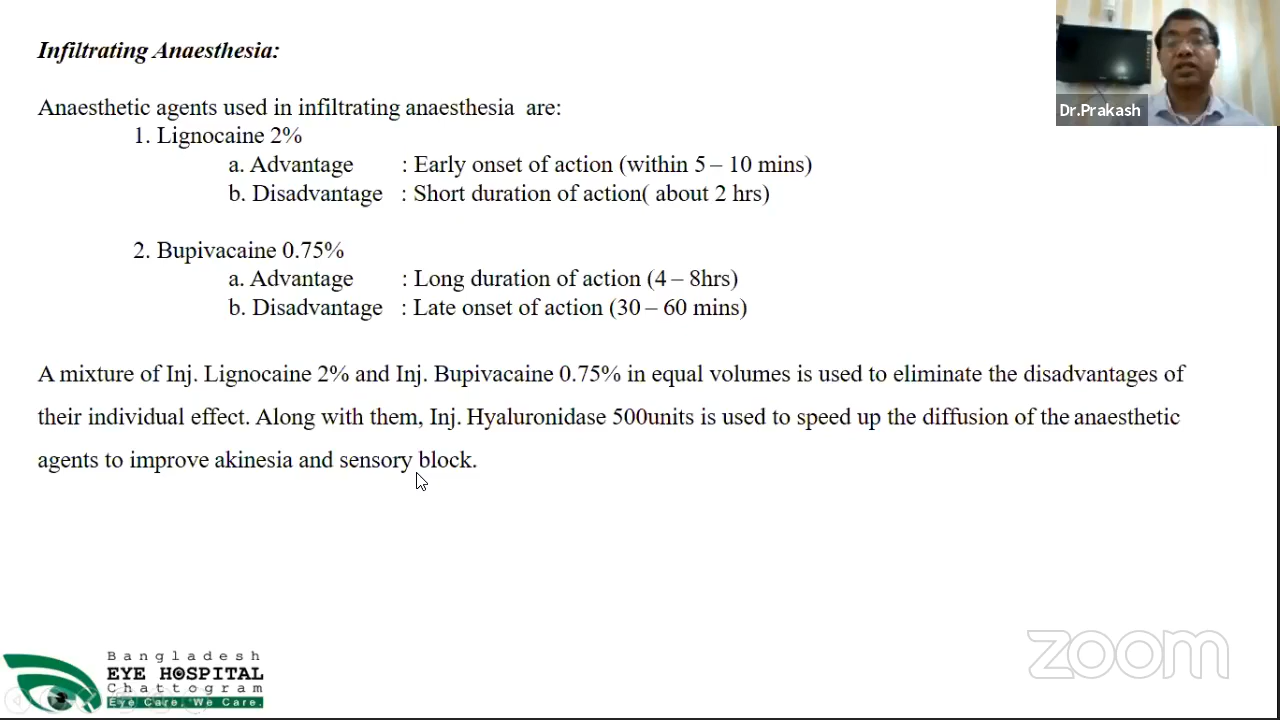 Infiltrating Anaesthesia:
Dr.Prakash
Anaesthetic agents used in infiltrating anaesthesia are:
1. Lignocaine 2%
a. Advantage : Early onset of action (within 5 – 10 mins)
b. Disadvantage : Short duration of action( about 2 hrs)
2. Bupivacaine 0.75%
a. Advantage : Long duration of action (4 – 8hrs)
b. Disadvantage : Late onset of action (30 – 60 mins)
A mixture of Inj. Lignocaine 2% and Inj. Bupivacaine 0.75% in equal volumes is used to eliminate the disadvantages of
their individual effect. Along with them, Inj. Hyaluronidase 500units is used to speed up the diffusion of the anaesthetic
agents to improve akinesia and sensory block.
Bangladesh
EYE HOSPITAL
Chattogram
Eye Care, We Care.
zoom